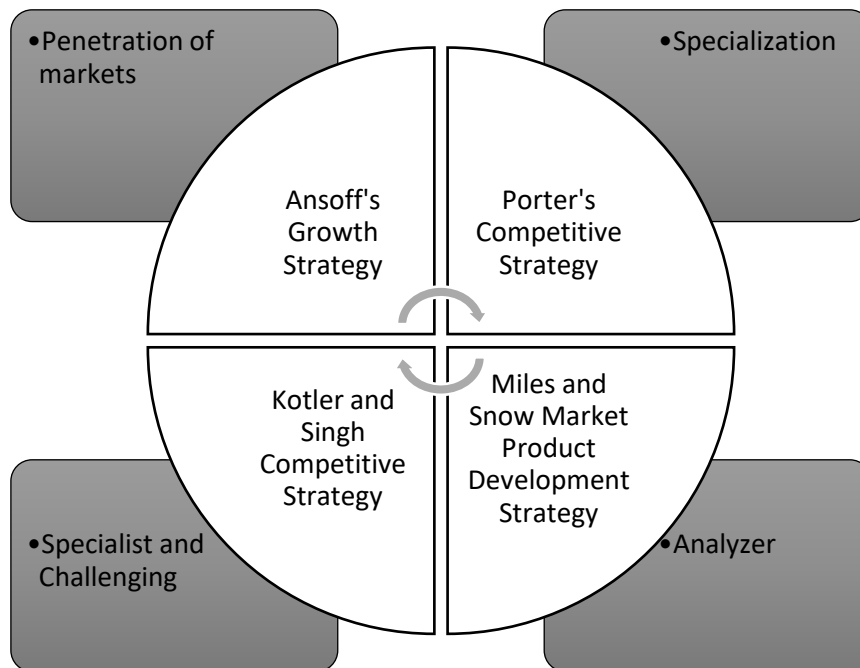 •Penetration of
markets
•Specialization
Ansoff's
Growth
Strategy
Porter's
Competitive
Strategy
Kotler and
Singh
Competitive
Strategy
Miles and
Snow Market
Product
Development
Strategy
•Specialist and
Challenging
•Analyzer